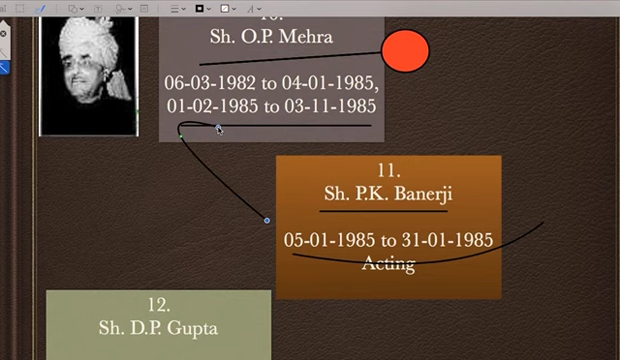 10.
Sh. O.P. Mehra
06-03-1982 to 04-01-1985,
01-02-1985 to 03-11-1985
11.
Sh. P.K. Banerji
05-01-1985 to 31-01-1985
Acting
12.
Sh. D.P. Gupta